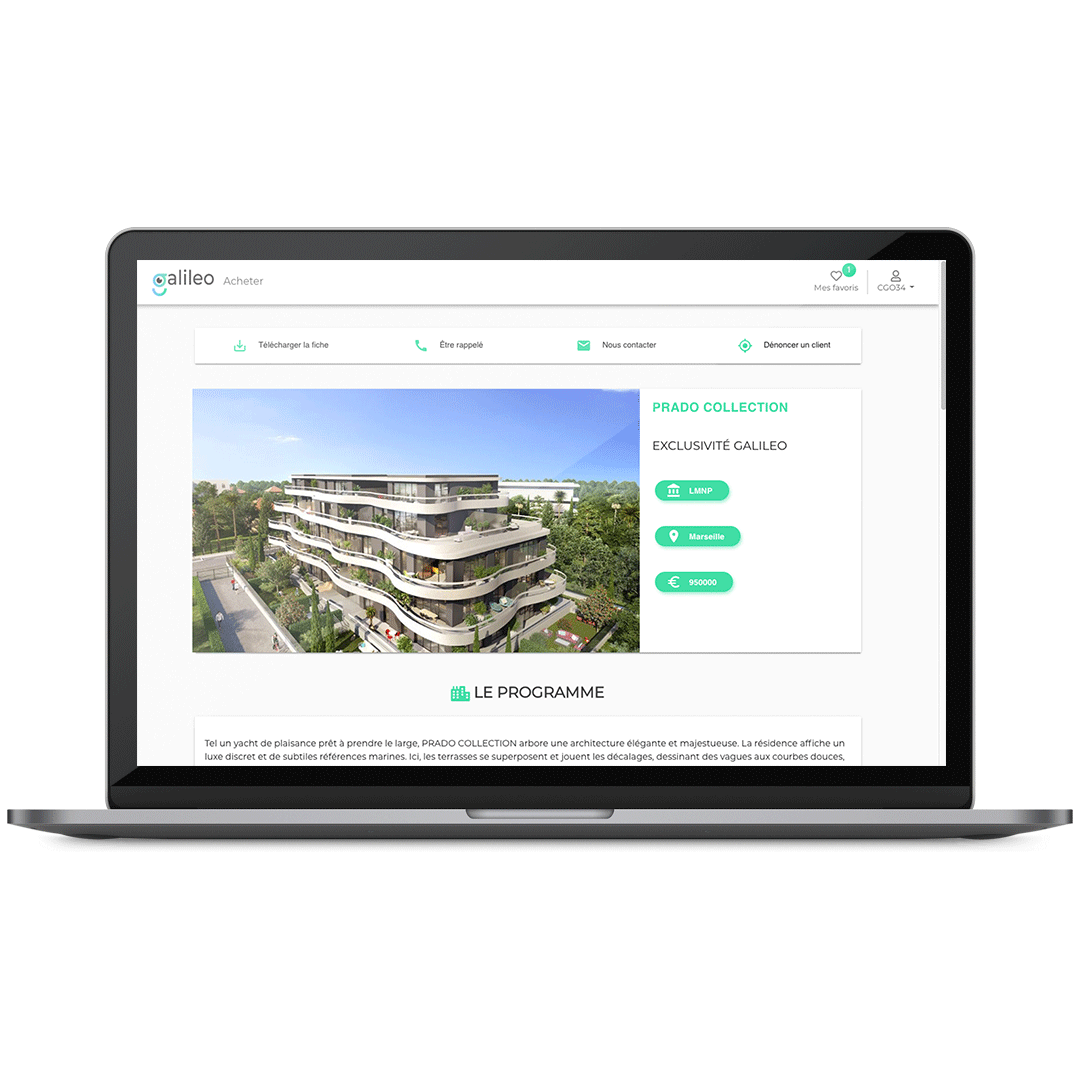 galileo Acheter
1
Mes favoris
CGO34
Télécharger la fiche
Être rappelé
Nous contacter
Dénoncer un client
PRADO COLLECTION
EXCLUSIVITÉ GALILEO
LMNP
Marseille
€ 950000
LE PROGRAMME
Tel un yacht de plaisance prêt à prendre le large, PRADO COLLECTION arbore une architecture élégante et majestueuse. La résidence affiche un
luxe discret et de subtiles références marines. Ici, les terrasses se superposent et jouent les décalages, dessinant des vagues aux courbes douces,